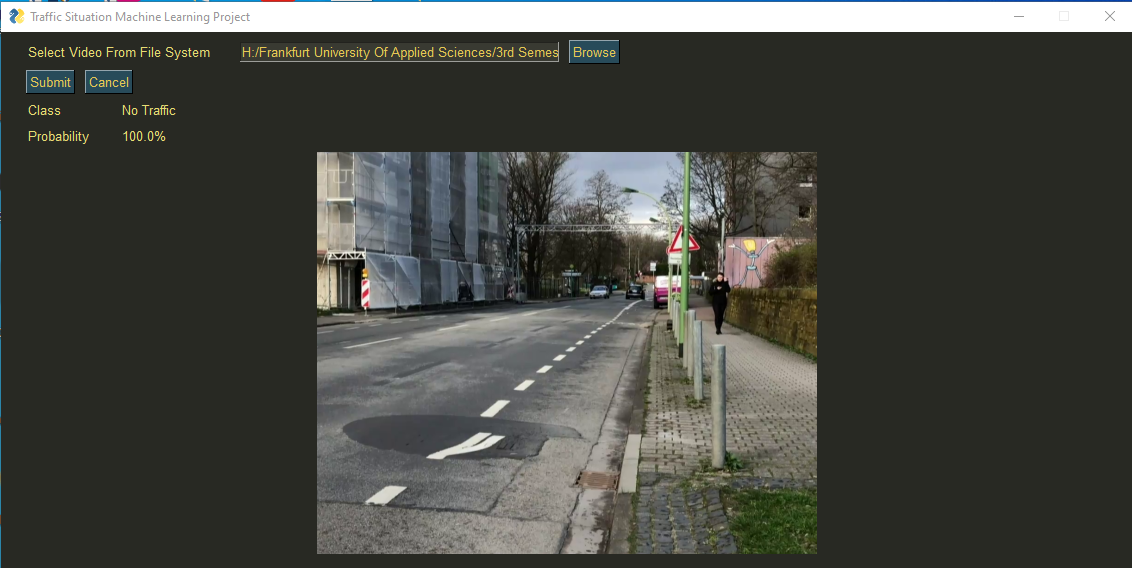 Traffic Situation Machine Learning Project
Select Video From File System H:/Frankfurt University Of Applied Sciences/3rd Semes Browse
Submit Cancel
Class No Traffic
Probability 100.0%